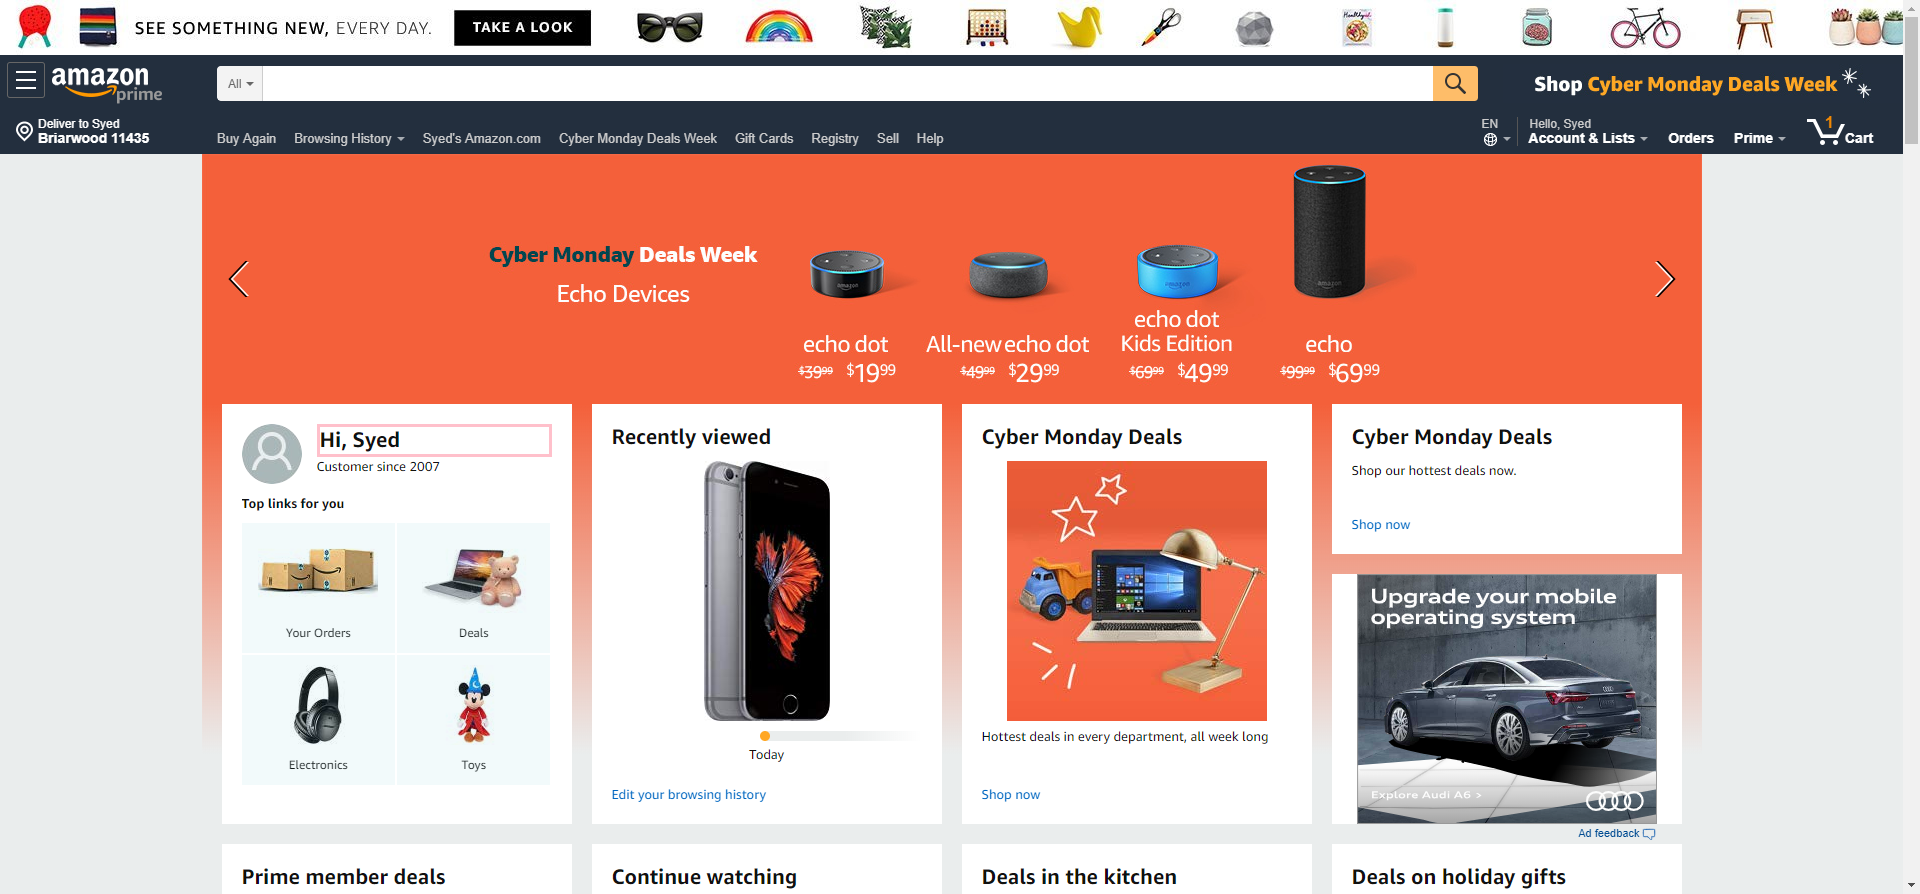 SEE SOMETHING NEW, EVERY DAY.
TAKE A LOOK
amazon prime
All
Shop Cyber Monday Deals Week
Deliver to Syed
Briarwood 11435
Buy Again Browsing History Syed's Amazon.com Cyber Monday Deals Week Gift Cards Registry Sell Help
EN
Hello, Syed
Account & Lists
Orders
Prime
1
Cart
Cyber Monday Deals Week
Echo Devices
echo dot
$39.99 $19.99
All-new echo dot
$49.99 $29.99
echo dot
Kids Edition
$69.99 $49.99
echo
$99.99 $69.99
Hi, Syed
Customer since 2007
Top links for you
Your Orders
Deals
Electronics
Toys
Recently viewed
Today
Edit your browsing history
Cyber Monday Deals
Hottest deals in every department, all week long
Shop now
Cyber Monday Deals
Shop our hottest deals now.
Shop now
Upgrade your mobile
operating system
Explore Audi A6 >
Ad feedback
Prime member deals
Continue watching
Deals in the kitchen
Deals on holiday gifts